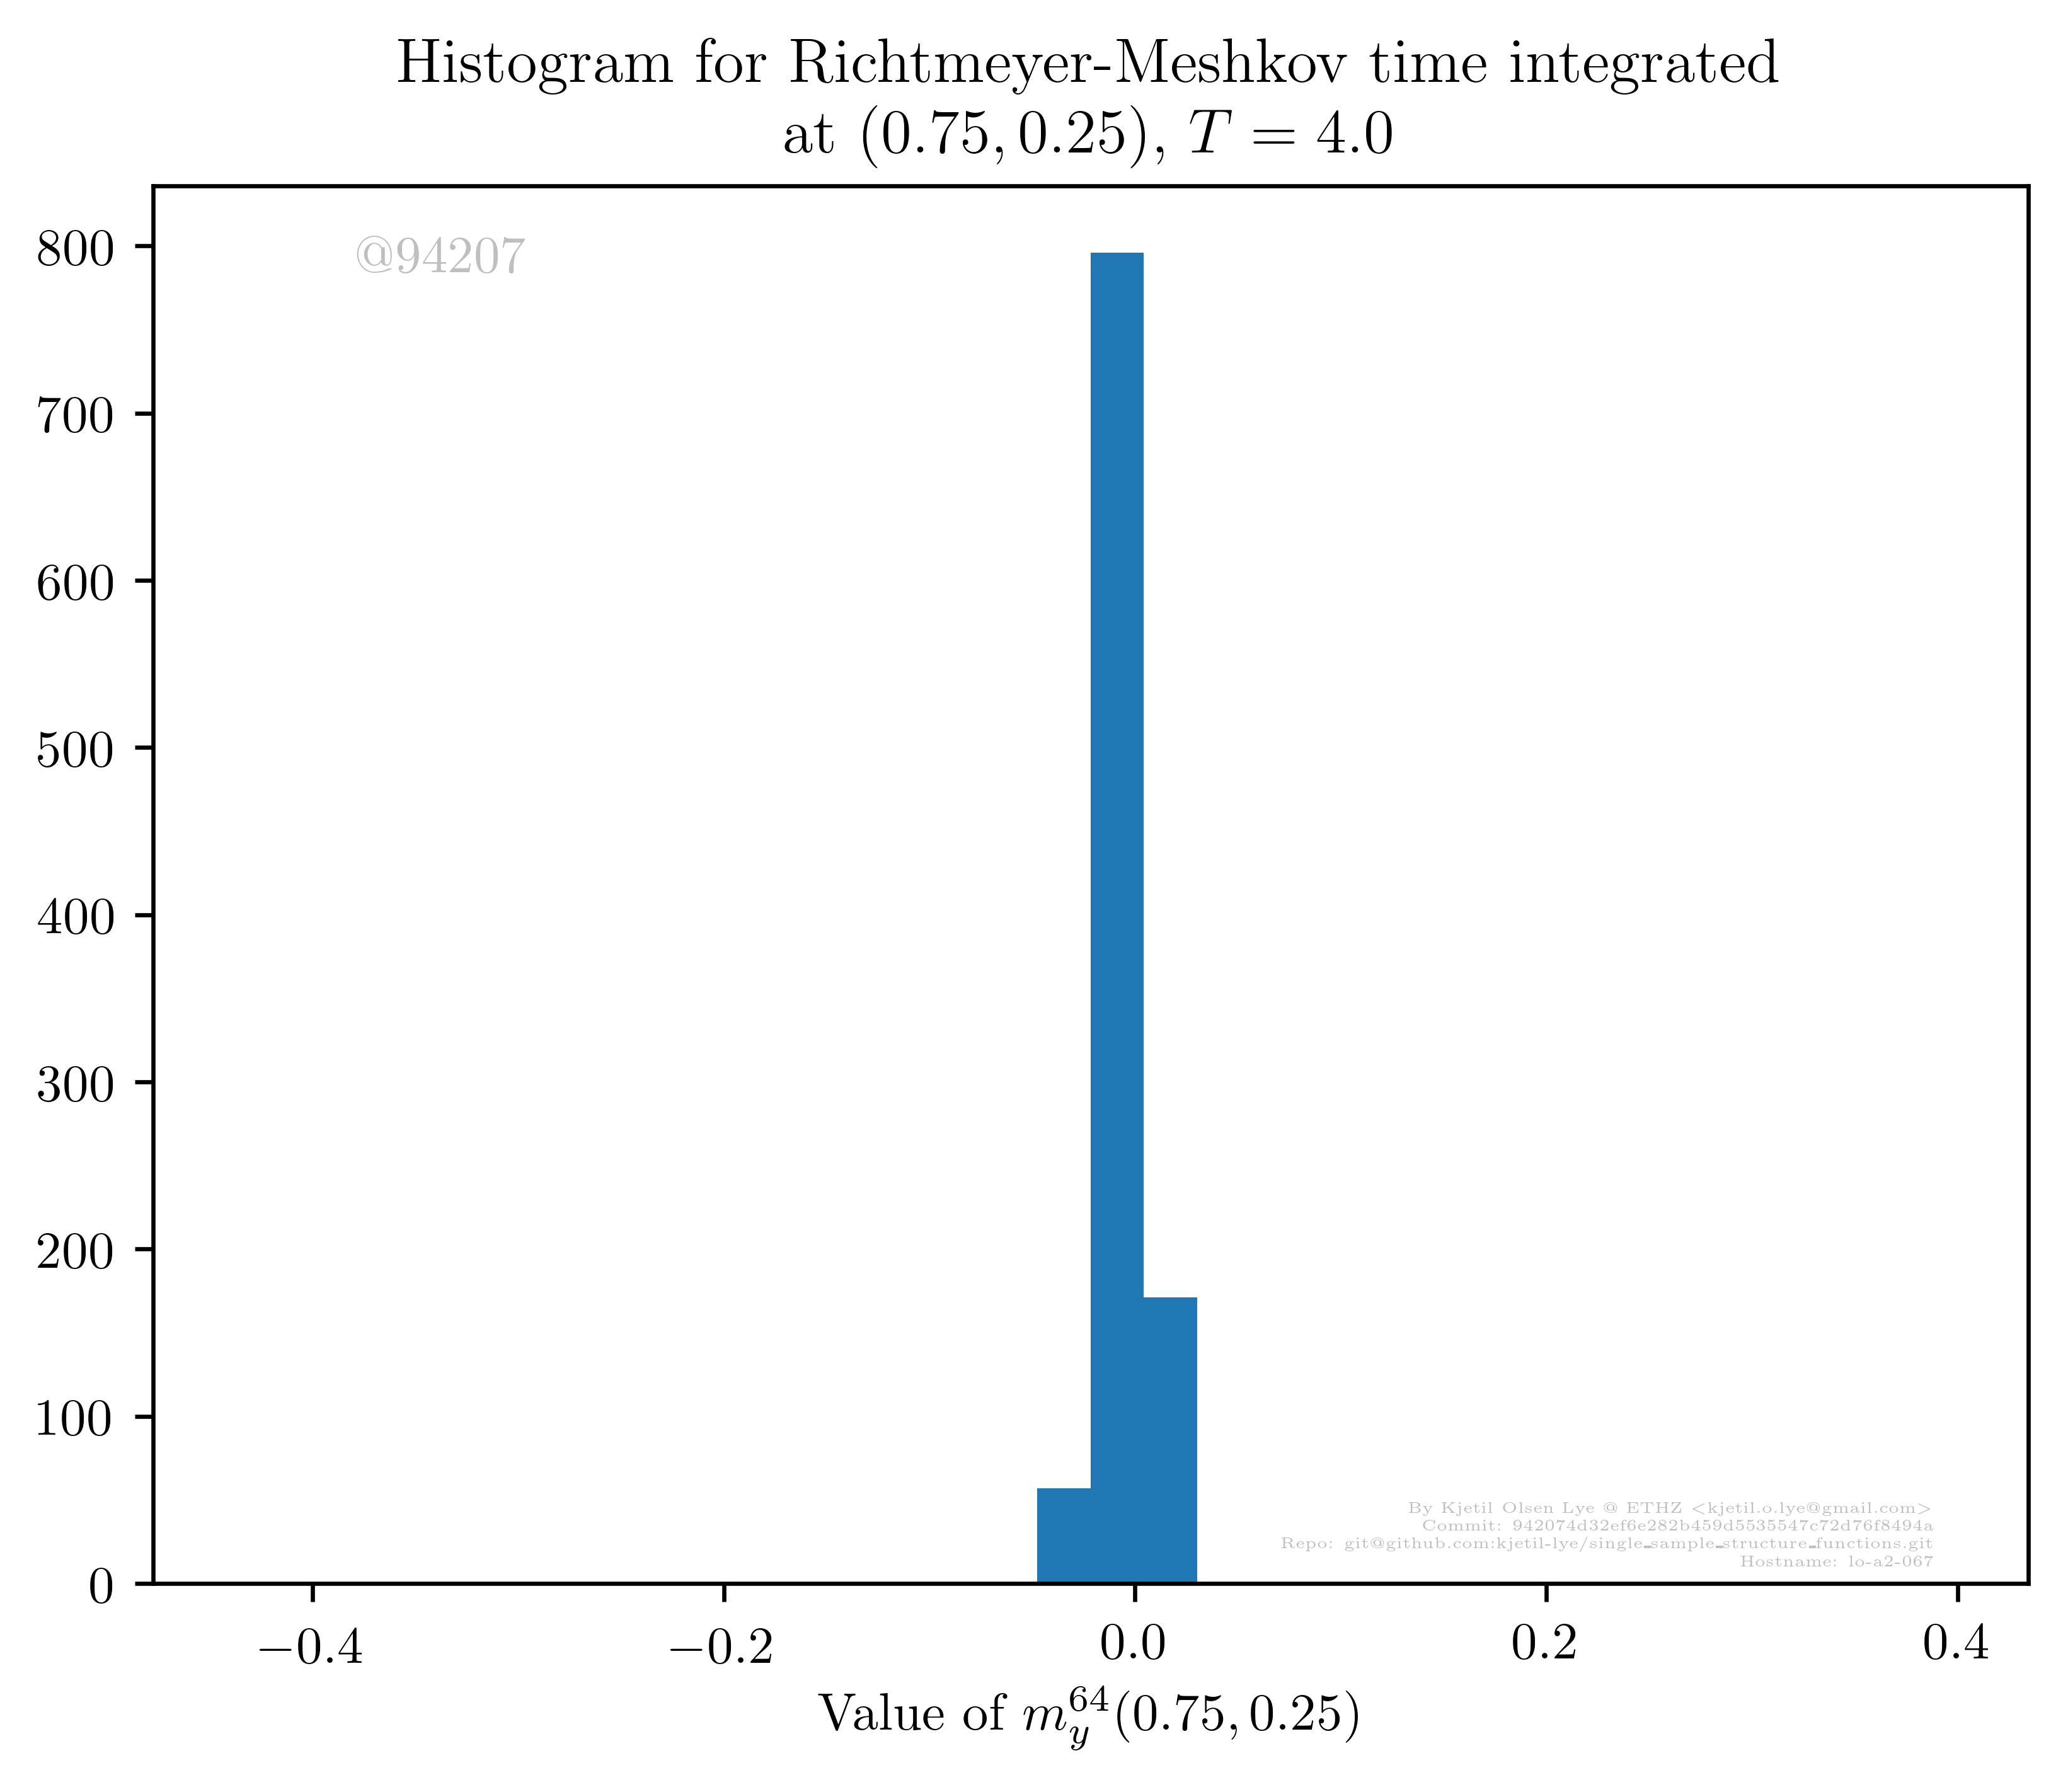 Histogram for Richtmeyer-Meshkov time integrated
at (0.75, 0.25), T = 4.0
@94207
800
700
600
500
400
300
200
100
0
By Kjetil Olsen Lye @ ETHZ <kjetil.o.lye@gmail.com>
Commit: 942074d32ef6e282b459d5535547c72d76f8494a
Repo: git@github.com:kjetil-lye/single_sample_structure_functions.git
Hostname: lo-a2-067
−0.4 −0.2 0.0 0.2 0.4
Value of m_y^64(0.75, 0.25)